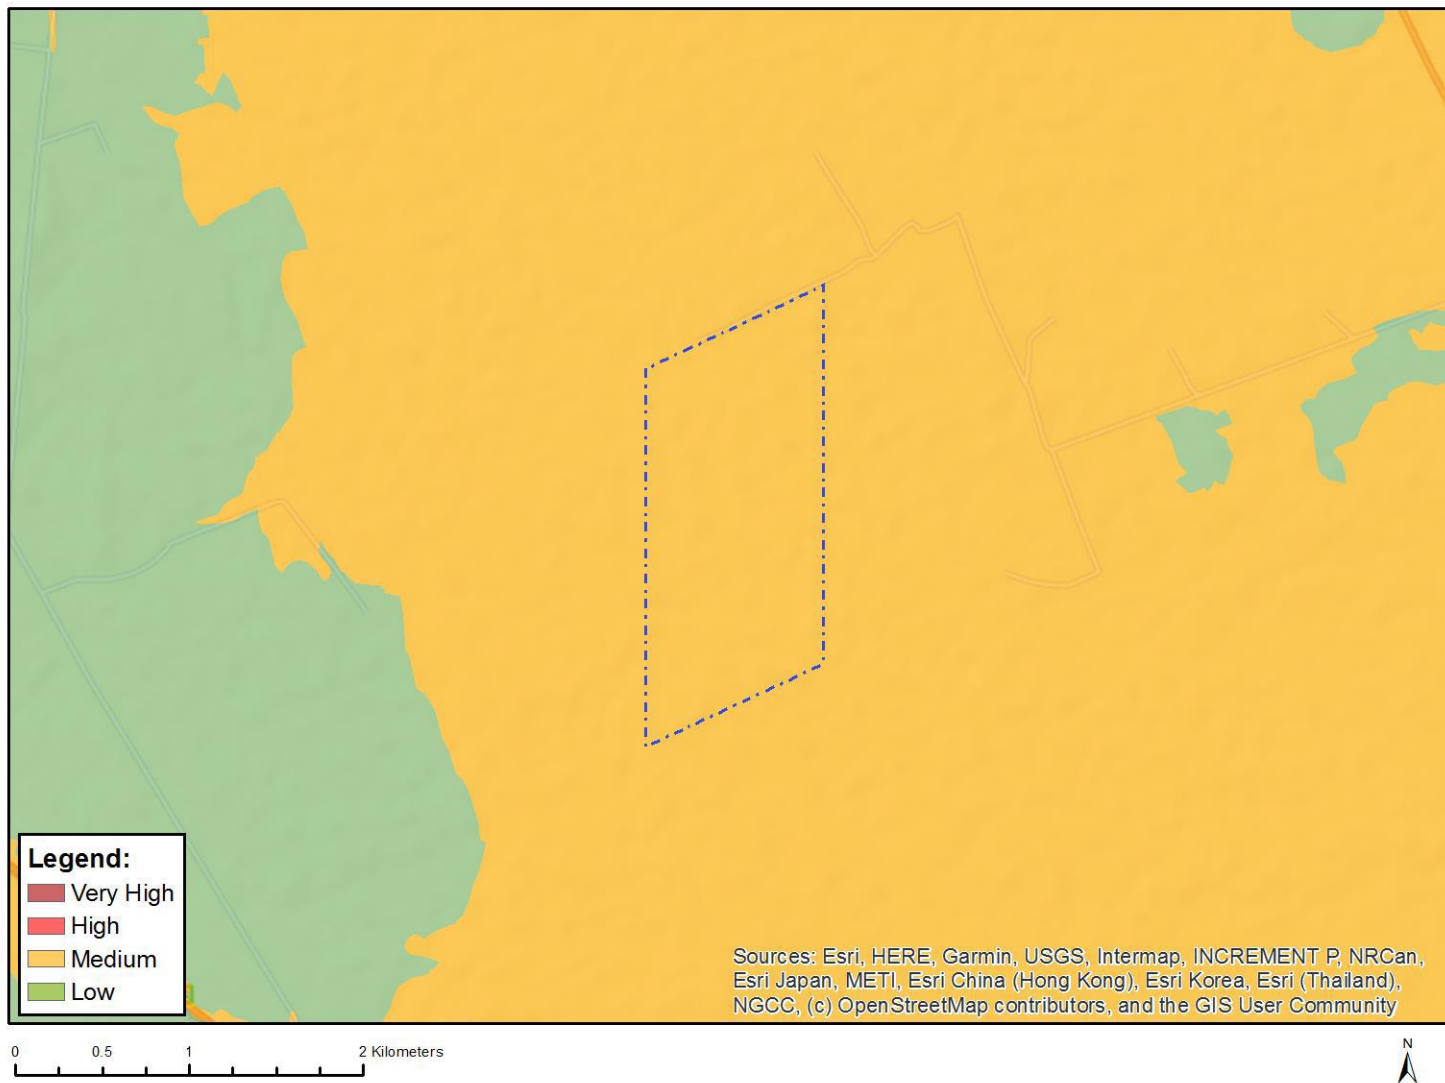 Legend:
Very High
High
Medium
Low
Sources: Esri, HERE, Garmin, USGS, Intermap, INCREMENT P, NRCan,
Esri Japan, METI, Esri China (Hong Kong), Esri Korea, Esri (Thailand),
NGCC, (c) OpenStreetMap contributors, and the GIS User Community
0 0.5 1 2 Kilometers
N